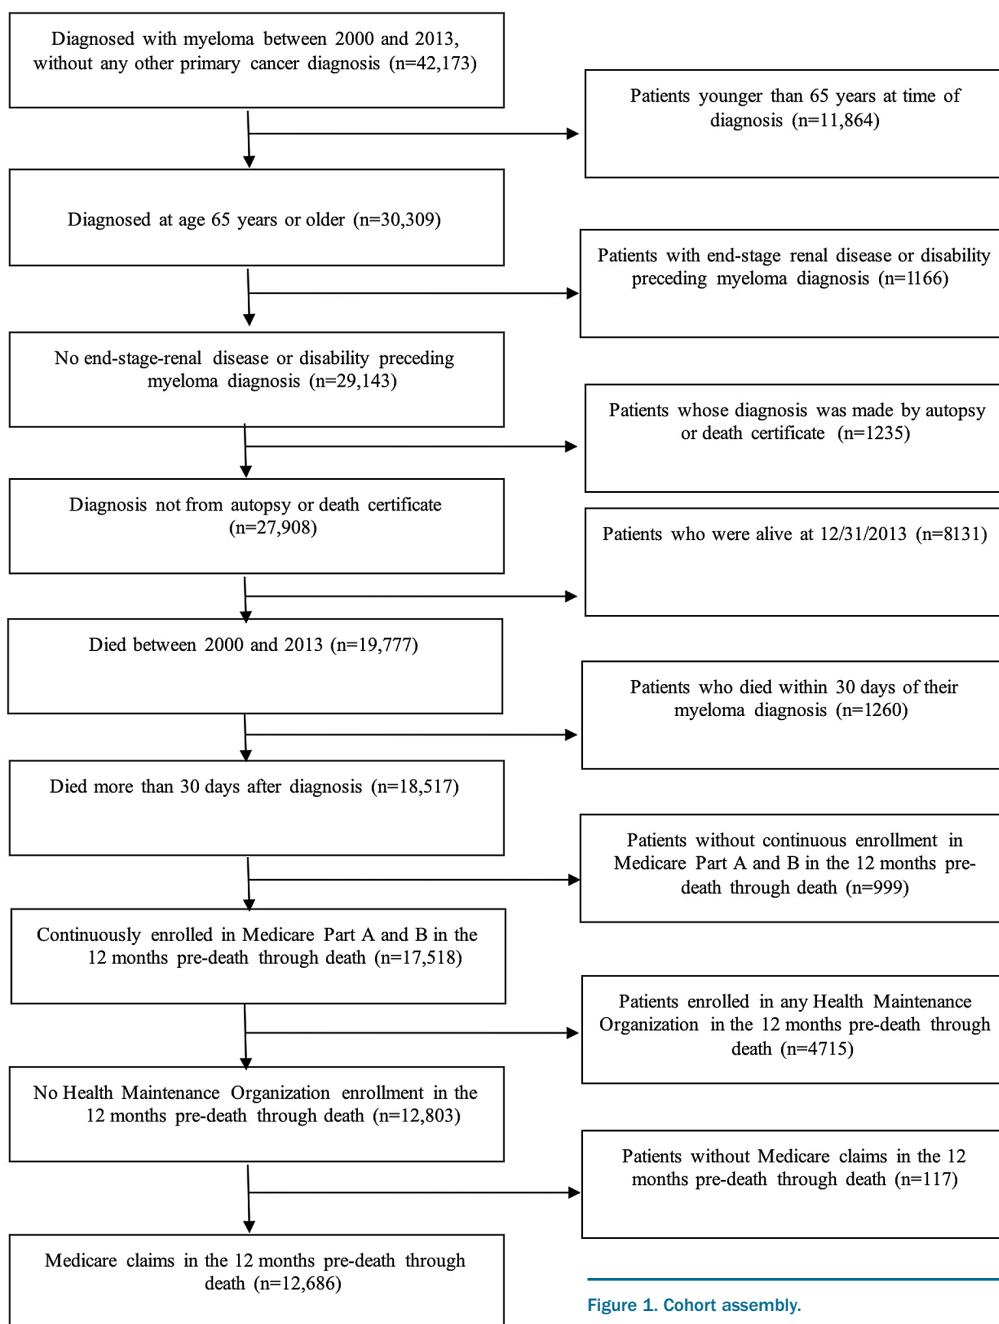 Diagnosed with myeloma between 2000 and 2013,
without any other primary cancer diagnosis (n=42,173)
Patients younger than 65 years at time of
diagnosis (n=11,864)
Diagnosed at age 65 years or older (n=30,309)
Patients with end-stage renal disease or disability
preceding myeloma diagnosis (n=1166)
No end-stage-renal disease or disability preceding
myeloma diagnosis (n=29,143)
Patients whose diagnosis was made by autopsy
or death certificate (n=1235)
Diagnosis not from autopsy or death certificate
(n=27,908)
Patients who were alive at 12/31/2013 (n=8131)
Died between 2000 and 2013 (n=19,777)
Patients who died within 30 days of their
myeloma diagnosis (n=1260)
Died more than 30 days after diagnosis (n=18,517)
Patients without continuous enrollment in
Medicare Part A and B in the 12 months pre-
death through death (n=999)
Continuously enrolled in Medicare Part A and B in the
12 months pre-death through death (n=17,518)
Patients enrolled in any Health Maintenance
Organization in the 12 months pre-death through
death (n=4715)
No Health Maintenance Organization enrollment in the
12 months pre-death through death (n=12,803)
Patients without Medicare claims in the 12
months pre-death through death (n=117)
Medicare claims in the 12 months pre-death through
death (n=12,686)
Figure 1. Cohort assembly.